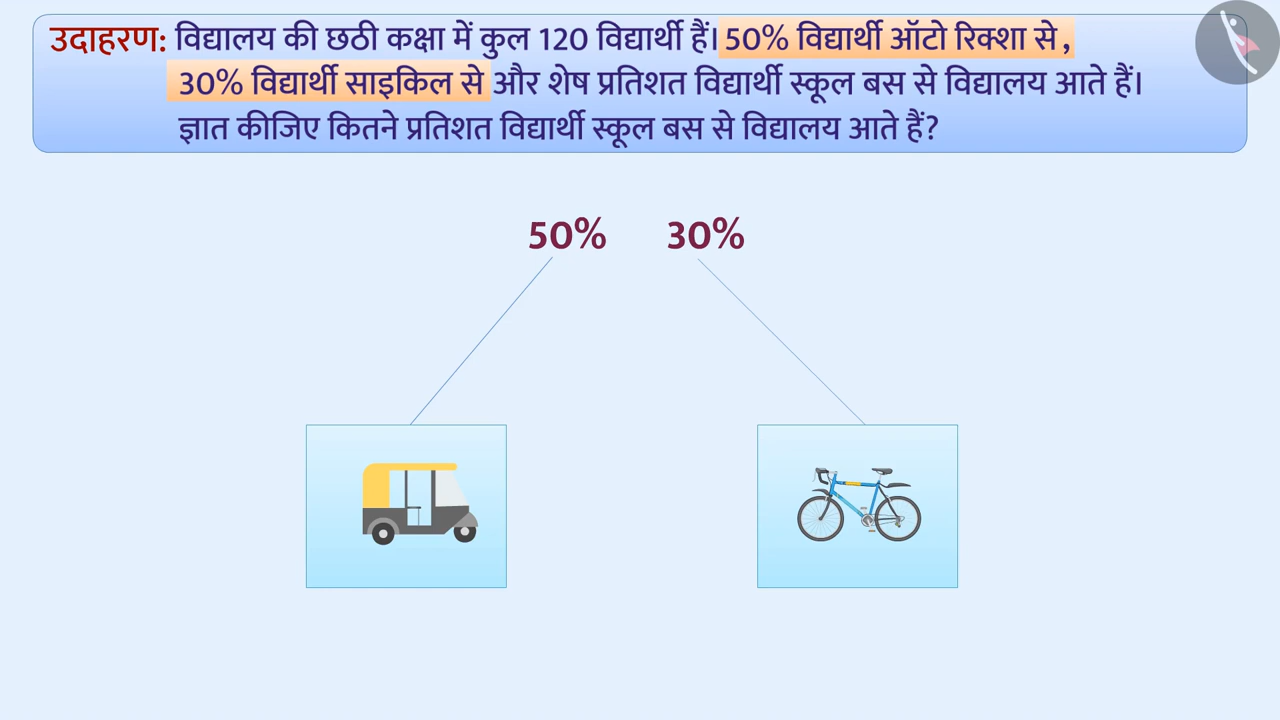 उदाहरण: विद्यालय की छठी कक्षा में कुल 120 विद्यार्थी हैं। 50% विद्यार्थी ऑटो रिक्शा से,
30% विद्यार्थी साइकिल से और शेष प्रतिशत विद्यार्थी स्कूल बस से विद्यालय आते हैं।
ज्ञात कीजिए कितने प्रतिशत विद्यार्थी स्कूल बस से विद्यालय आते हैं?
50% 30%